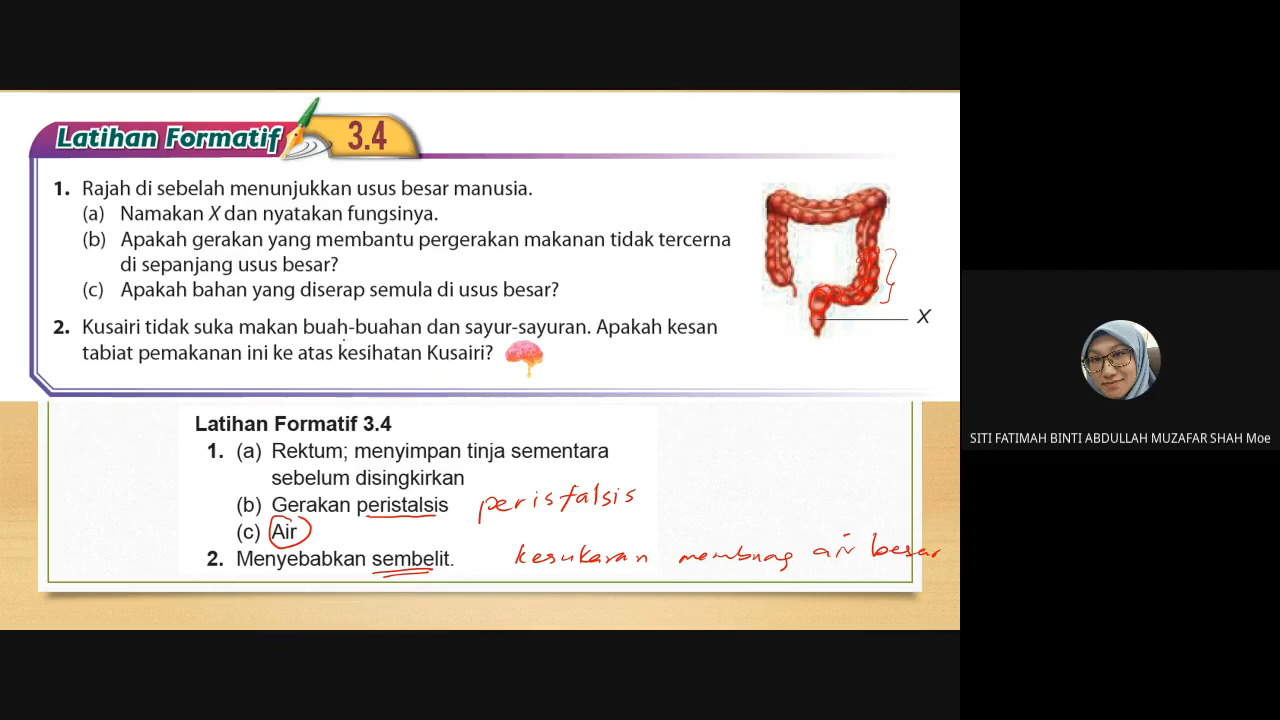 Latihan Formatif 3.4
1. Rajah di sebelah menunjukkan usus besar manusia.
(a) Namakan X dan nyatakan fungsinya.
(b) Apakah gerakan yang membantu pergerakan makanan tidak tercerna
di sepanjang usus besar?
(c) Apakah bahan yang diserap semula di usus besar?
2. Kusairi tidak suka makan buah-buahan dan sayur-sayuran. Apakah kesan
tabiat pemakanan ini ke atas kesihatan Kusairi?
X
Latihan Formatif 3.4
1. (a) Rektum; menyimpan tinja sementara
sebelum disingkirkan
(b) Gerakan peristalsis peristalsis
(c) Air
2. Menyebabkan sembelit. kesukaran membuang air besar
SITI FATIMAH BINTI ABDULLAH MUZAFAR SHAH Moe